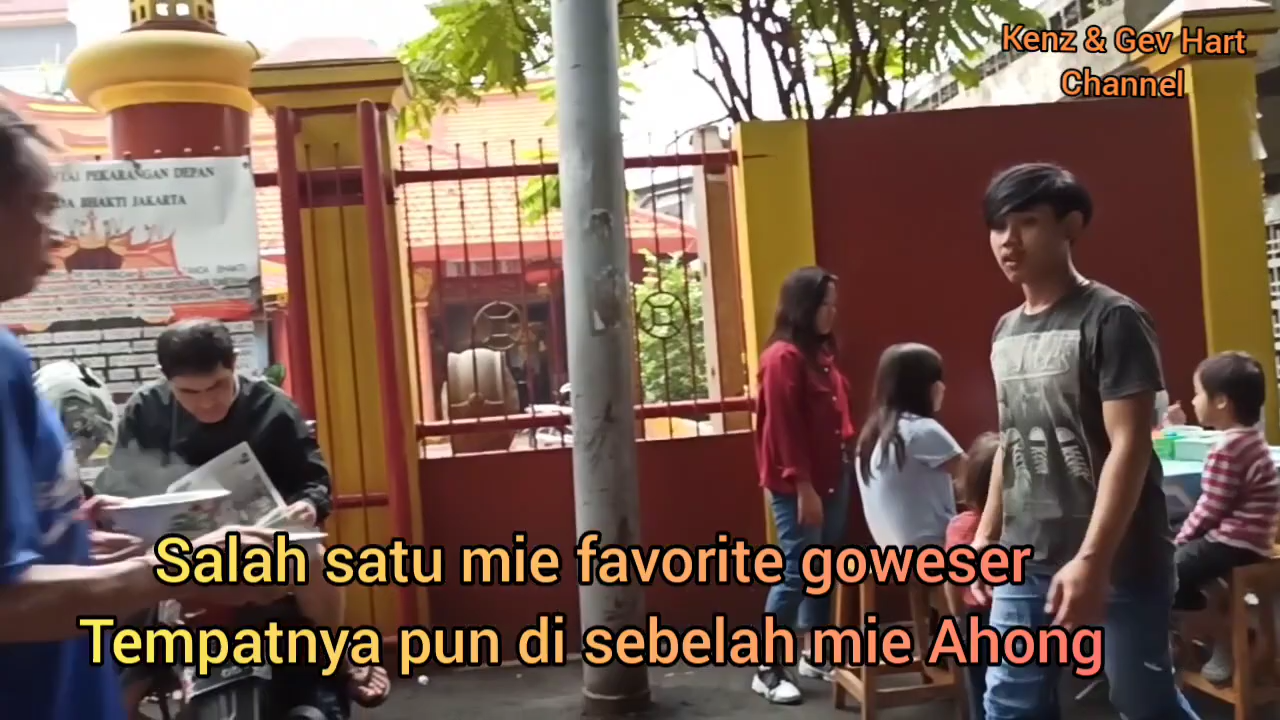 Kenz & Gev Hart
Channel
PEKARANGAN DEPAN
BHAKTI JAKARTA
Salah satu mie favorite goweser
Tempatnya pun di sebelah mie Ahong